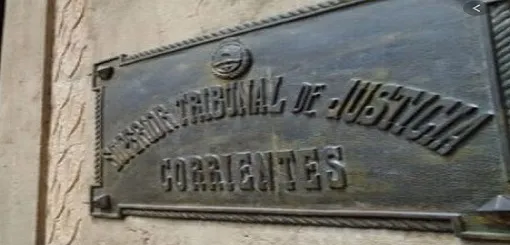 SUPERIOR TRIBUNAL DE JUSTICIA
CORRIENTES